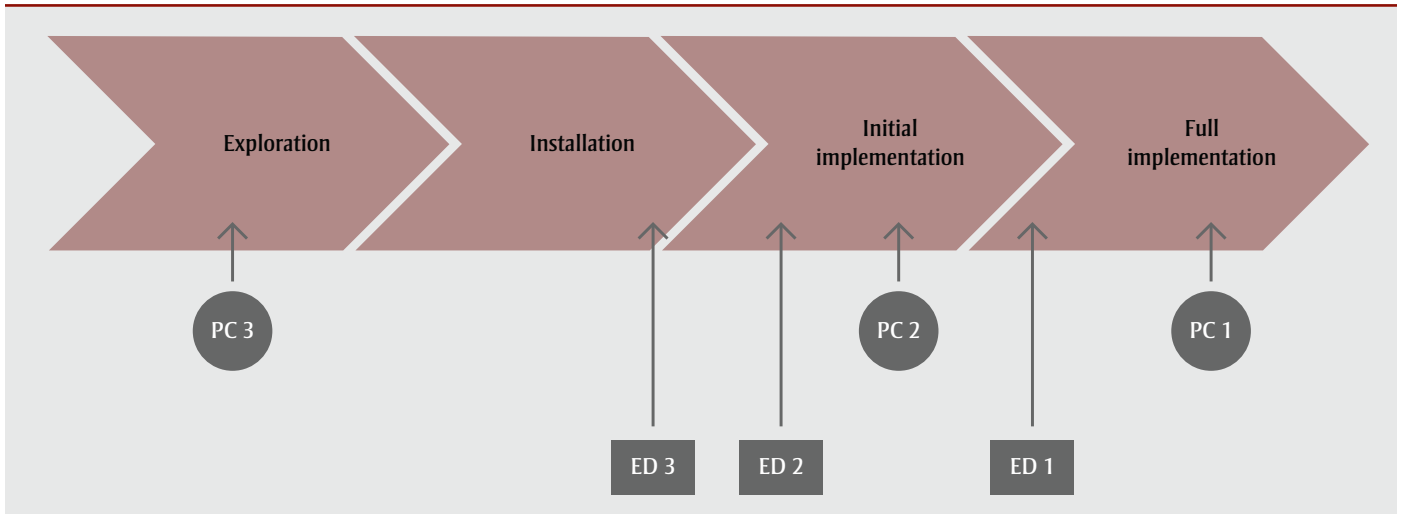 Exploration
Installation
Initial
implementation
Full
implementation
PC 3
PC 2
PC 1
ED 3
ED 2
ED 1